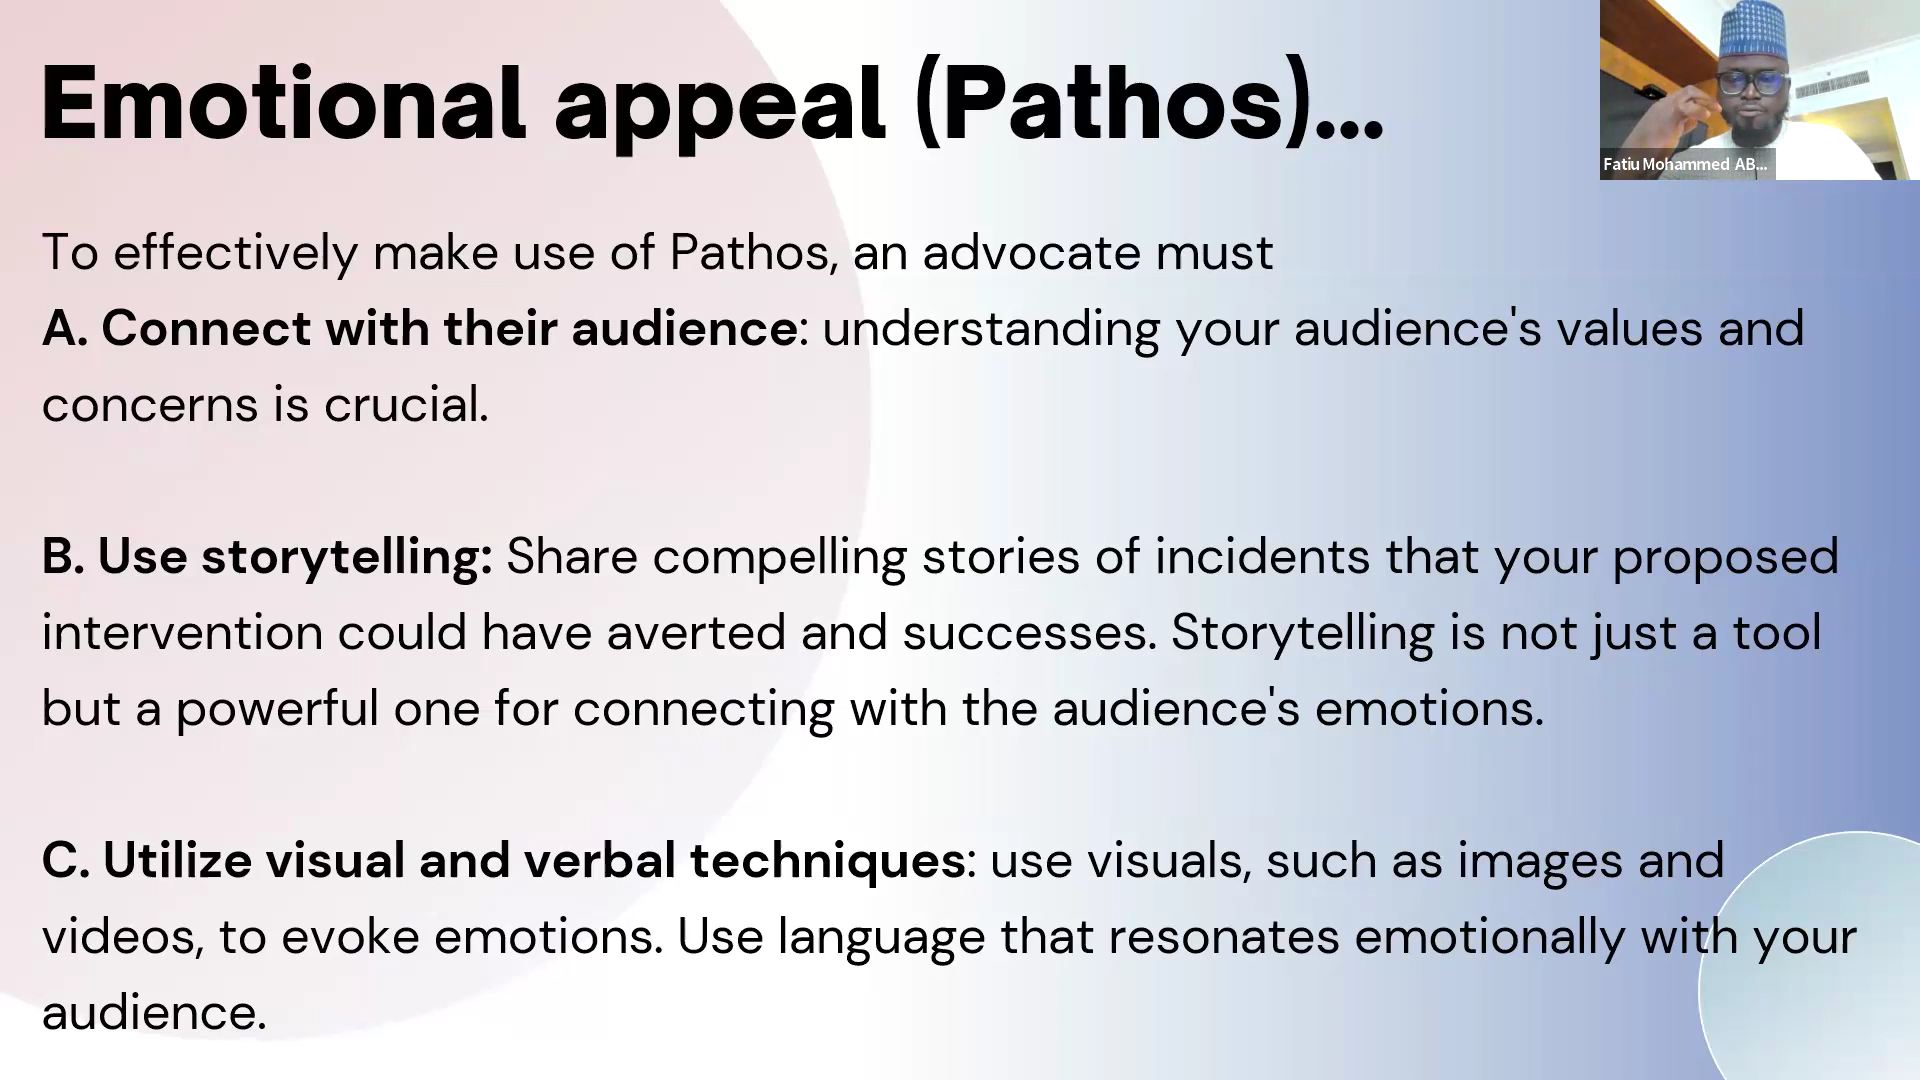 Emotional appeal (Pathos)...
Fatiu Mohammed AB...
To effectively make use of Pathos, an advocate must
A. Connect with their audience: understanding your audience's values and
concerns is crucial.
B. Use storytelling: Share compelling stories of incidents that your proposed
intervention could have averted and successes. Storytelling is not just a tool
but a powerful one for connecting with the audience's emotions.
C. Utilize visual and verbal techniques: use visuals, such as images and
videos, to evoke emotions. Use language that resonates emotionally with your
audience.